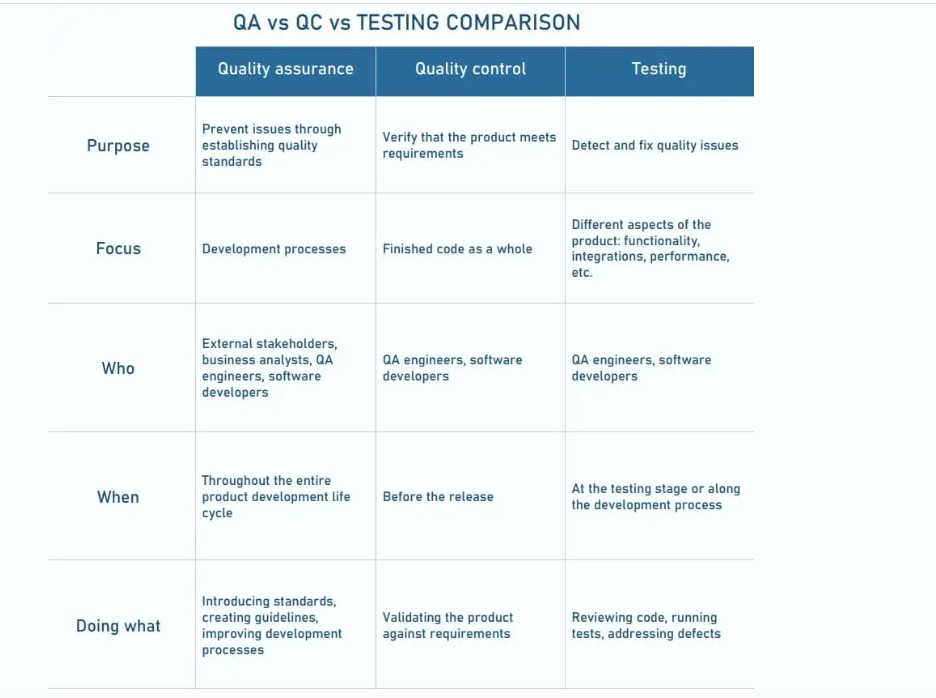 QA vs QC vs TESTING COMPARISON
Quality assurance
Quality control
Testing
Purpose
Prevent issues through
establishing quality
standards
Verify that the product meets
requirements
Detect and fix quality issues
Focus
Development processes
Finished code as a whole
Different aspects of the
product: functionality,
integrations, performance,
etc.
Who
External stakeholders,
business analysts, QA
engineers, software
developers
QA engineers, software
developers
QA engineers, software
developers
When
Throughout the entire
product development life
cycle
Before the release
At the testing stage or along
the development process
Doing what
Introducing standards,
creating guidelines,
improving development
processes
Validating the product
against requirements
Reviewing code, running
tests, addressing defects